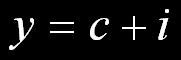 y = c + i